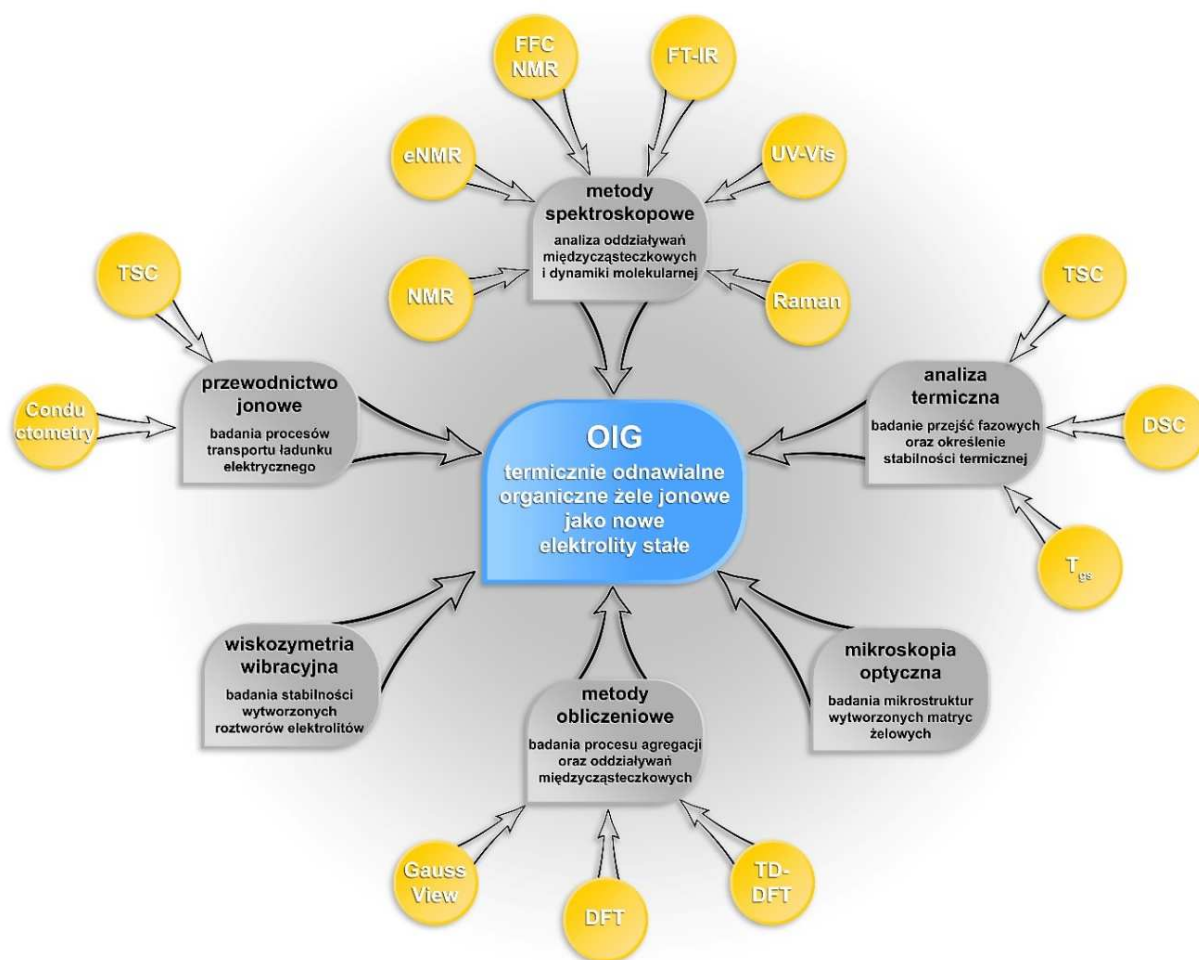 FFC
NMR
FT-IR
eNMR
UV-Vis
metody
spektroskopowe
analiza oddziaływań
międzycząsteczkowych
i dynamiki molekularnej
NMR
Raman
TSC
TSC
przewodnictwo
jonowe
badania procesów
transportu ładunku
elektrycznego
Condu
ctometry
analiza
termiczna
badanie przejść fazowych
oraz określenie
stabilności termicznej
DSC
Tgs
OIG
termicznie odnawialne
organiczne żele jonowe
jako nowe
elektrolity stałe
wiskozymetria
wibracyjna
badania stabilności
wytworzonych
roztworów elektrolitów
metody
obliczeniowe
badania procesu agregacji
oraz oddziaływań
międzycząsteczkowych
mikroskopia
optyczna
badania mikrostruktur
wytworzonych matryc
żelowych
Gauss
View
DFT
TD-
DFT